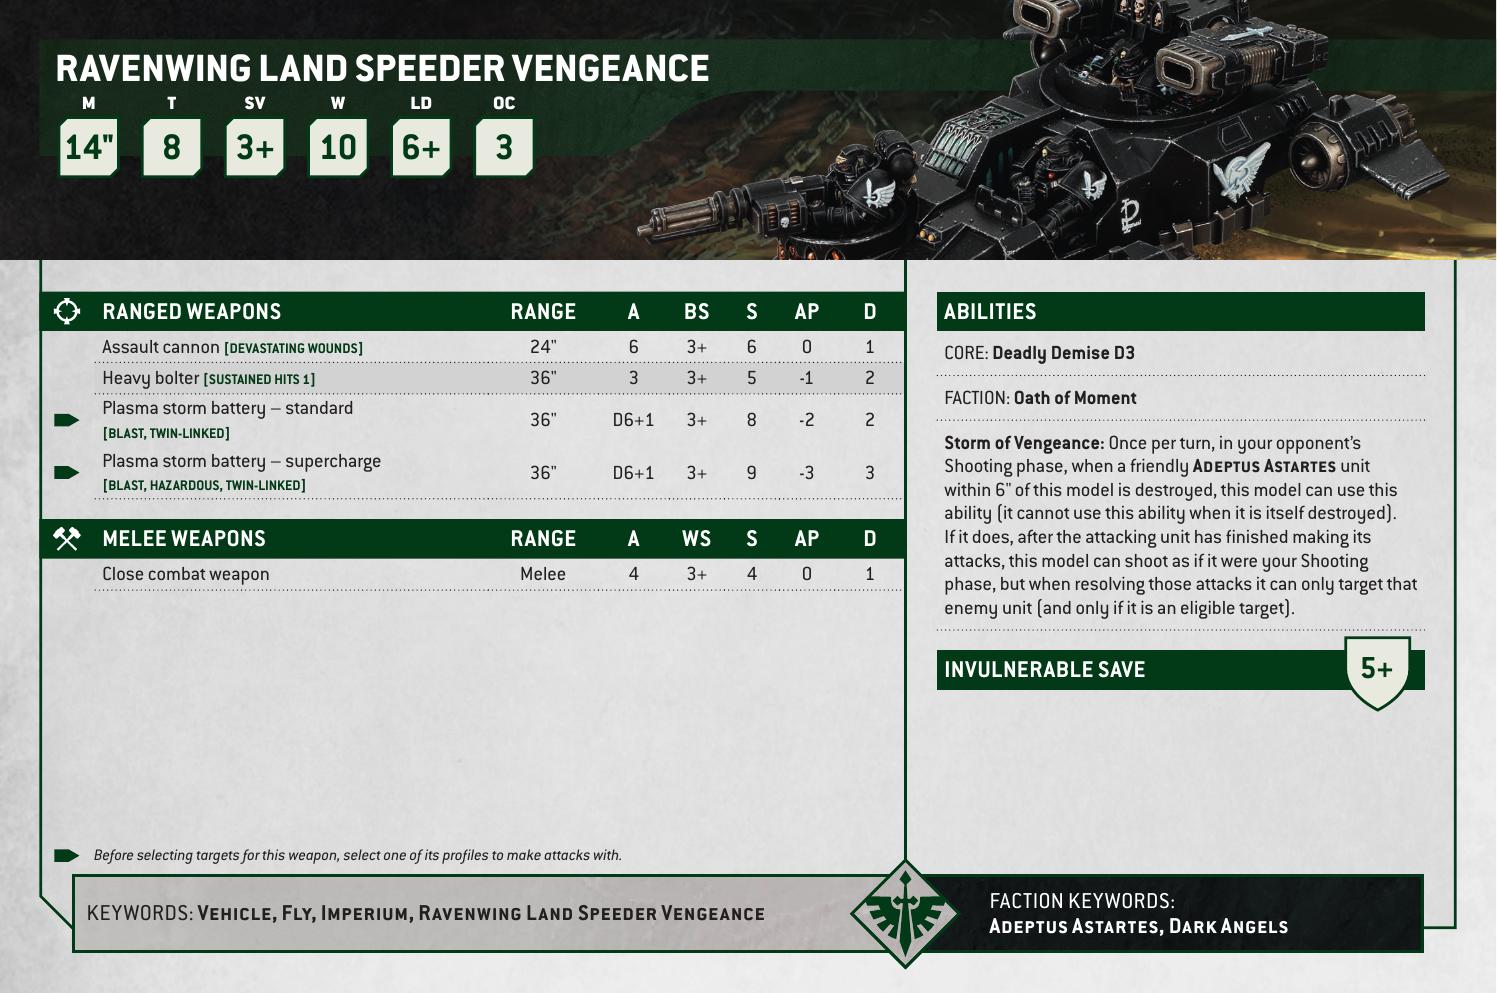 RAVENWING LAND SPEEDER VENGEANCE
M T SV W LD OC
14" 8 3+ 10 6+ 3
RANGED WEAPONS RANGE A BS S AP D
Assault cannon [DEVASTATING WOUNDS] 24" 6 3+ 6 0 1
Heavy bolter [SUSTAINED HITS 1] 36" 3 3+ 5 -1 2
Plasma storm battery – standard
[BLAST, TWIN-LINKED] 36" D6+1 3+ 8 -2 2
Plasma storm battery – supercharge
[BLAST, HAZARDOUS, TWIN-LINKED] 36" D6+1 3+ 9 -3 3
MELEE WEAPONS RANGE A WS S AP D
Close combat weapon Melee 4 3+ 4 0 1
Before selecting targets for this weapon, select one of its profiles to make attacks with.
ABILITIES
CORE: Deadly Demise D3
FACTION: Oath of Moment
Storm of Vengeance: Once per turn, in your opponent's
Shooting phase, when a friendly ADEPTUS ASTARTES unit
within 6" of this model is destroyed, this model can use this
ability (it cannot use this ability when it is itself destroyed).
If it does, after the attacking unit has finished making its
attacks, this model can shoot as if it were your Shooting
phase, but when resolving those attacks it can only target that
enemy unit (and only if it is an eligible target).
INVULNERABLE SAVE 5+
KEYWORDS: VEHICLE, FLY, IMPERIUM, RAVENWING LAND SPEEDER VENGEANCE
FACTION KEYWORDS:
ADEPTUS ASTARTES, DARK ANGELS